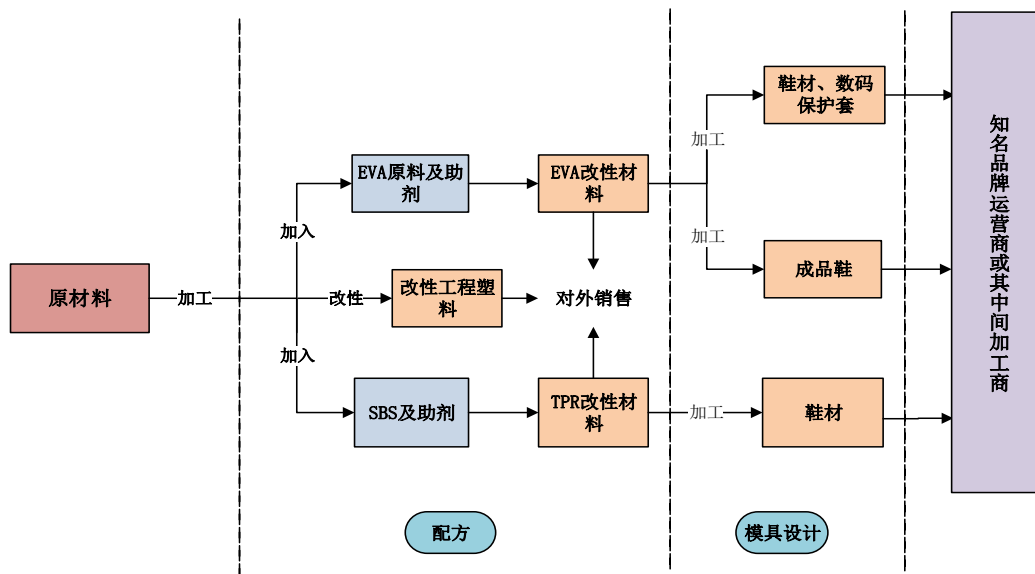 原材料
加工
加入
改性
加入
EVA原料及助
剂
改性工程塑
料
SBS及助剂
EVA改性材
料
对外销售
TPR改性材
料
加工
加工
加工
鞋材、数码
保护套
成品鞋
鞋材
知名品牌运营商或其中间加工商
配方
模具设计